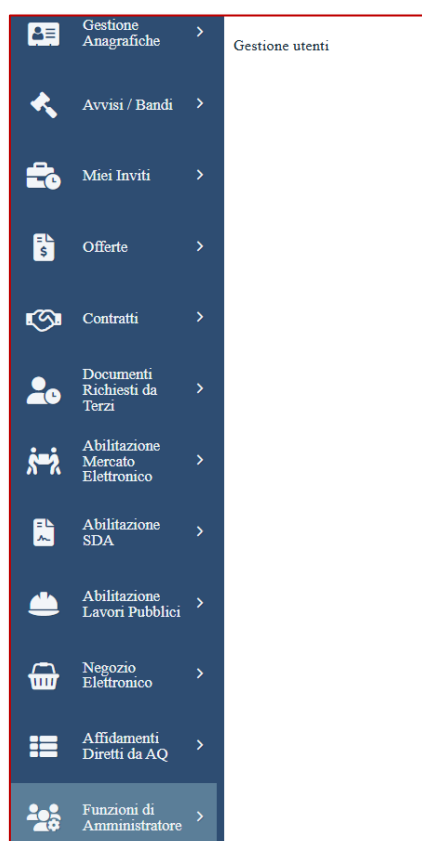 Gestione
Anagrafiche
Gestione utenti
Avvisi / Bandi
Miei Inviti
Offerte
Contratti
Documenti
Richiesti da
Terzi
Abilitazione
Mercato
Elettronico
Abilitazione
SDA
Abilitazione
Lavori Pubblici
Negozio
Elettronico
Affidamenti
Diretti da AQ
Funzioni di
Amministratore